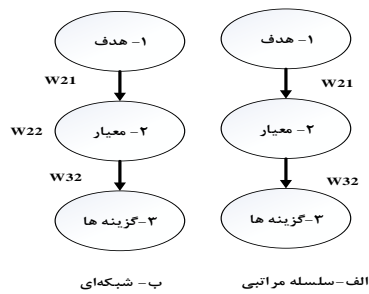 ۱- هدف
W21
۲- معیار
W32
۳-گزینه ها
الف-سلسله مراتبی
۱- هدف
W21
W22
۲- معیار
W32
۳-گزینه ها
ب- شبکه‌ای